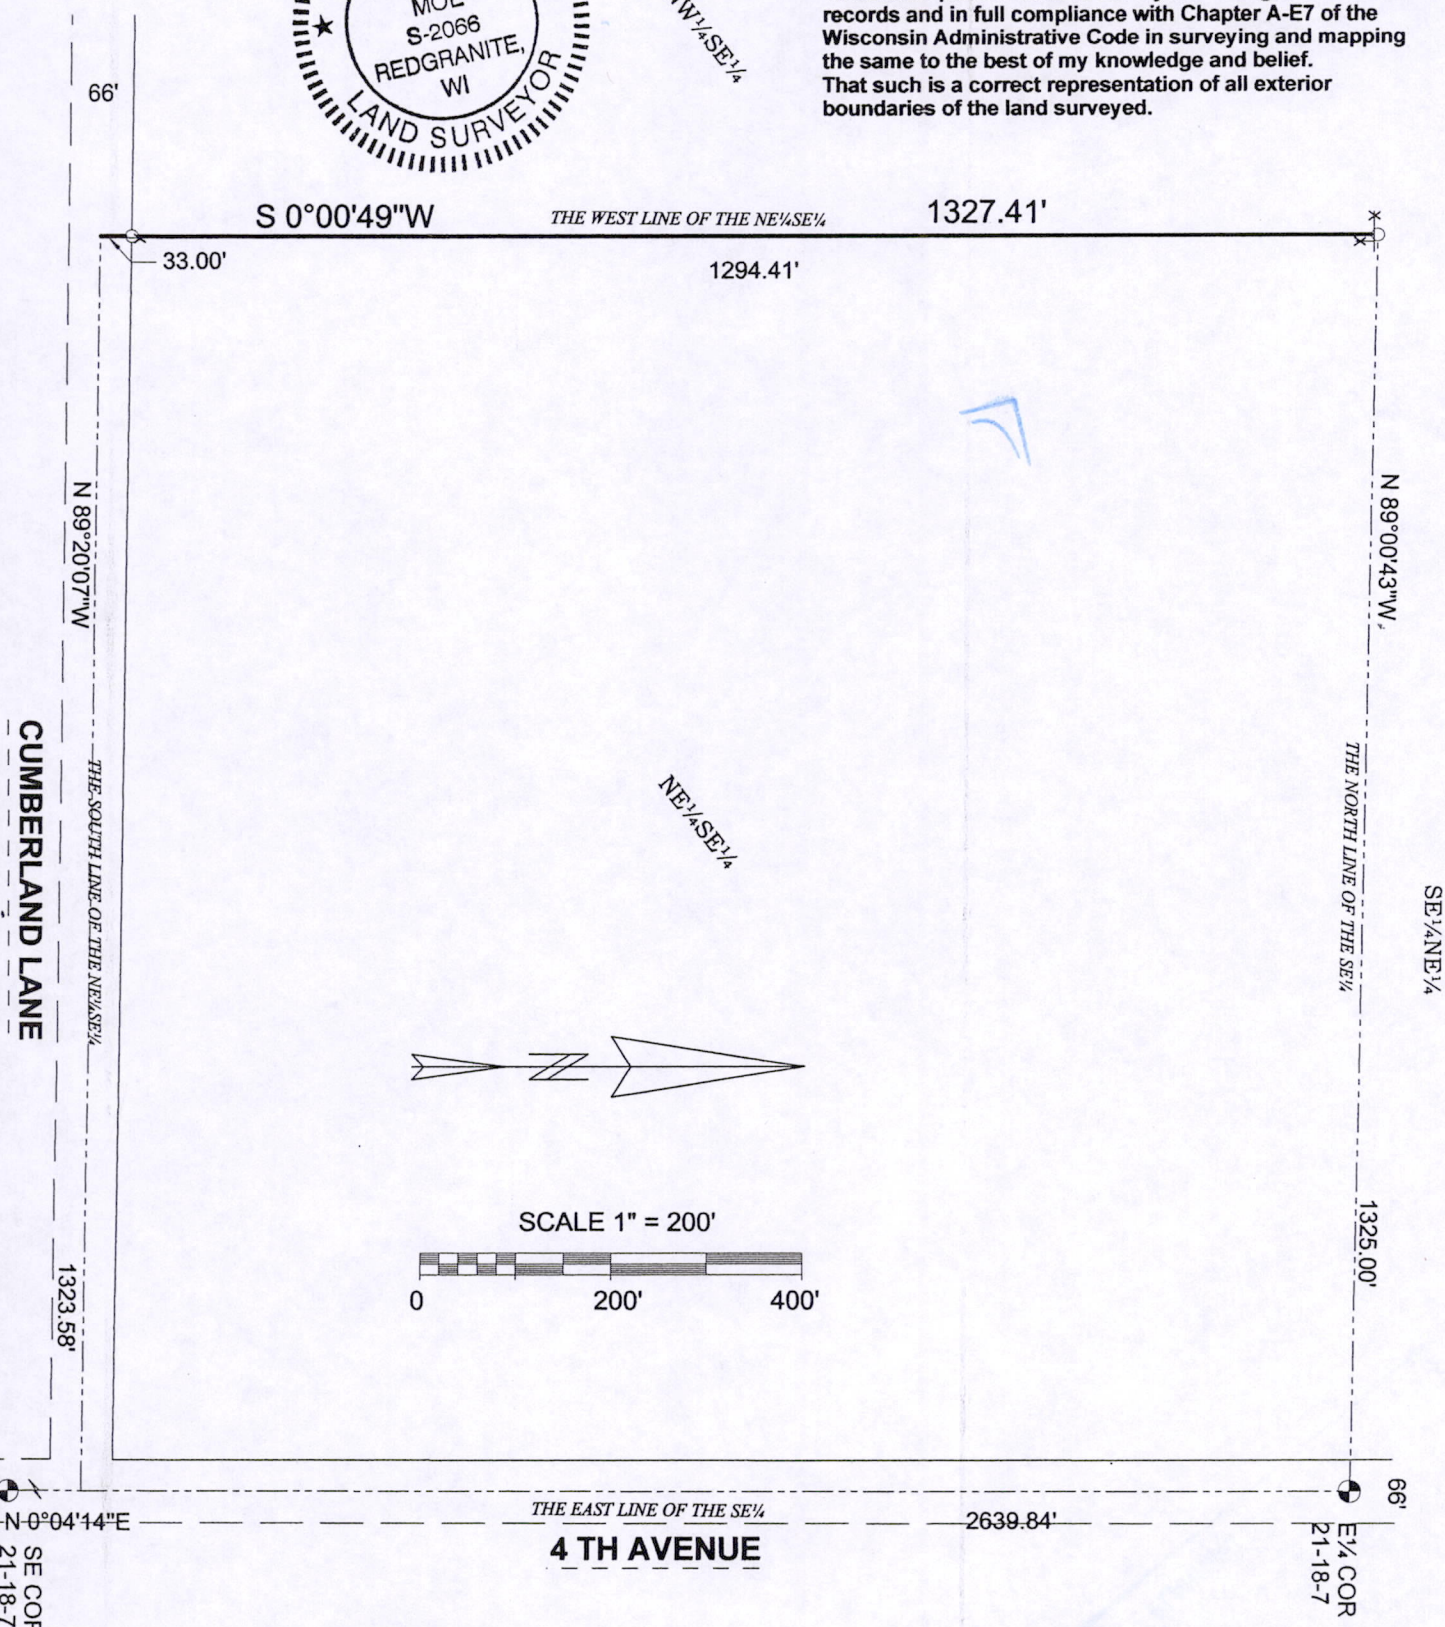 records and in full compliance with Chapter A-E7 of the
Wisconsin Administrative Code in surveying and mapping
the same to the best of my knowledge and belief.
That such is a correct representation of all exterior
boundaries of the land surveyed.
S-2066
REDGRANITE,
WI
LAND SURVEYOR
W¼SE¼
66'
S 0°00'49"W
THE WEST LINE OF THE NE¼SE¼
1327.41'
33.00'
1294.41'
N 89°20'07"W
N 89°00'43"W
CUMBERLAND LANE
THE SOUTH LINE OF THE NE¼SE¼
NE¼SE¼
THE NORTH LINE OF THE SE¼
SE¼NE¼
SCALE 1" = 200'
0 200' 400'
1323.58'
1325.00'
66'
THE EAST LINE OF THE SE¼
N 0°04'14"E
2639.84'
4 TH AVENUE
SE COR
21-18-7
E¼ COR
21-18-7